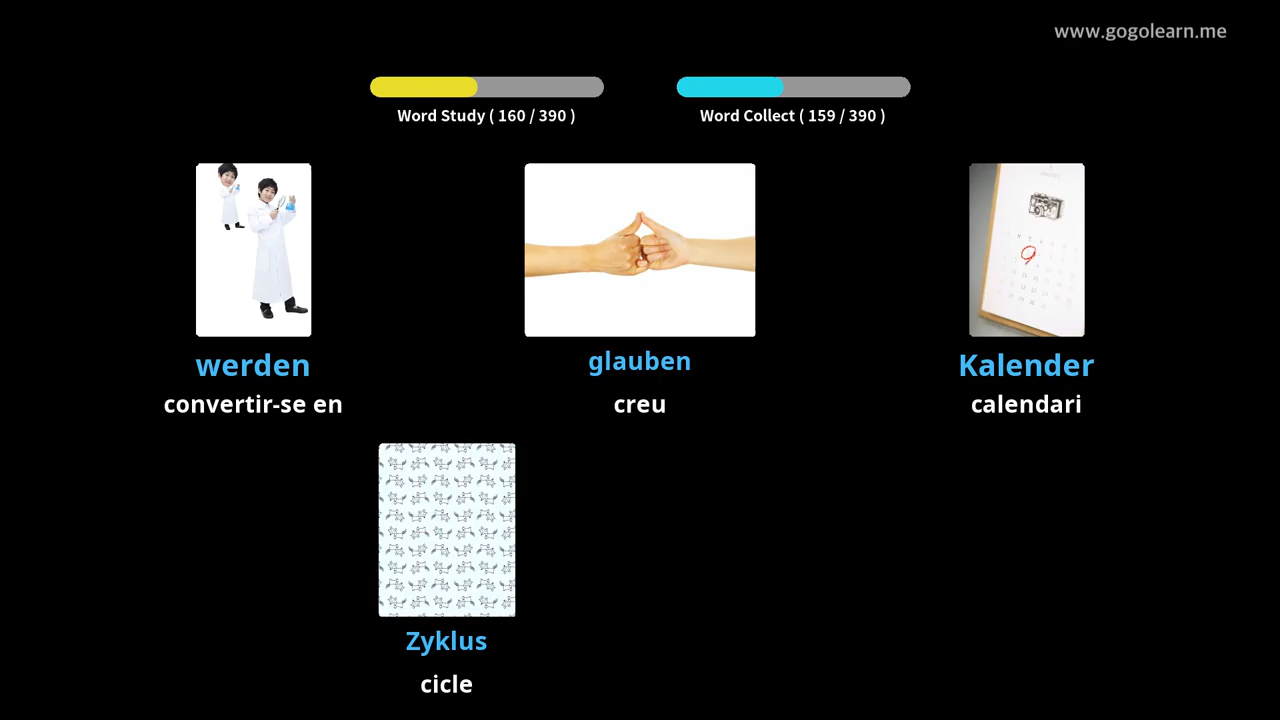 www.gogolearn.me
Word Study ( 160 / 390 )
Word Collect ( 159 / 390 )
werden
convertir-se en
glauben
creu
Kalender
calendari
Zyklus
cicle